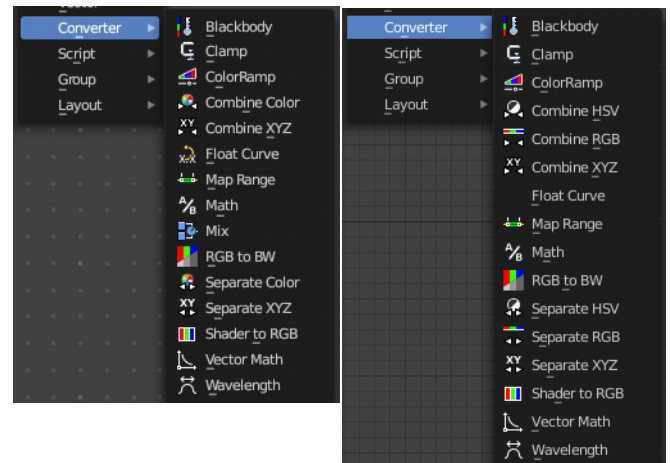 Converter
Script
Group
Layout
Blackbody
Clamp
ColorRamp
Combine Color
Combine XYZ
Float Curve
Map Range
Math
Mix
RGB to BW
Separate Color
Separate XYZ
Shader to RGB
Vector Math
Wavelength
Converter
Script
Group
Layout
Blackbody
Clamp
ColorRamp
Combine HSV
Combine RGB
Combine XYZ
Float Curve
Map Range
Math
RGB to BW
Separate HSV
Separate RGB
Separate XYZ
Shader to RGB
Vector Math
Wavelength